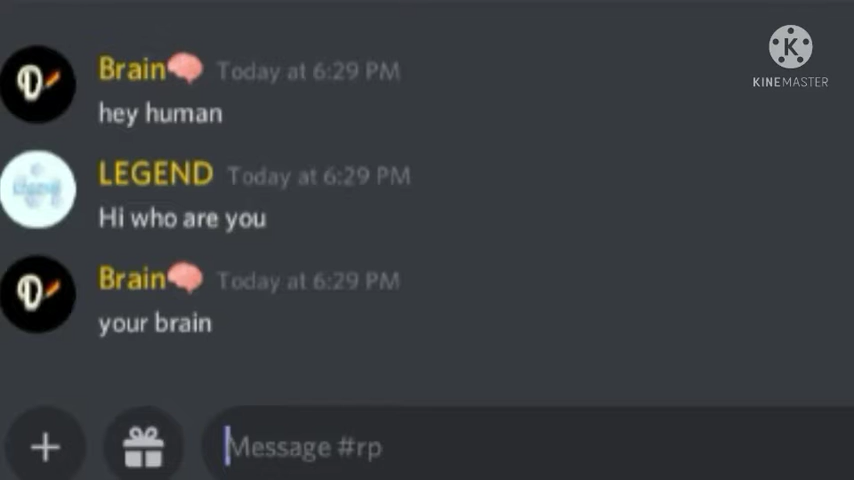 Brain🧠 Today at 6:29 PM
hey human
K
KINEMASTER
LEGEND Today at 6:29 PM
Hi who are you
Brain🧠 Today at 6:29 PM
your brain
Message #rp